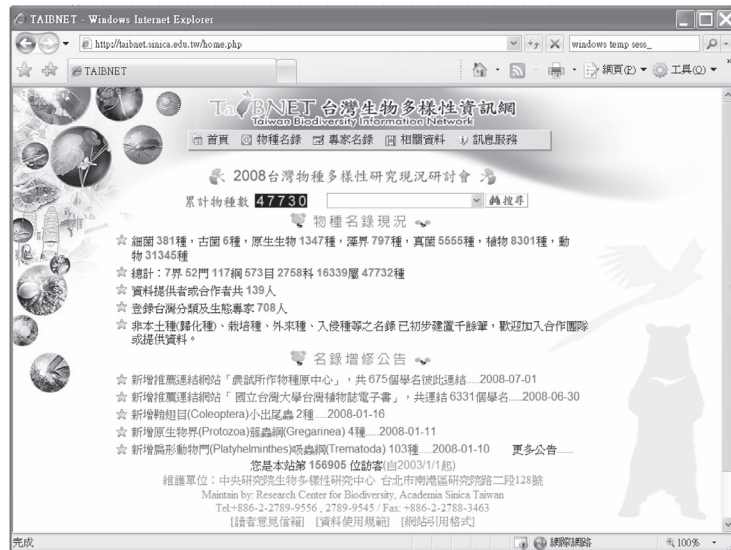 TAIBNET - Windows Internet Explorer
http://taibnet.sinica.edu.tw/home.php
windows temp sess_
TAIBNET
網頁(P) 工具(O)
TaiBNET 台灣生物多樣性資訊網
Taiwan Biodiversity Information Network
首頁 物種名錄 專家名錄 相關資料 訊息服務
2008台灣物種多樣性研究現況研討會
累計物種數 47730 搜尋
物種名錄現況
細菌 381種，古菌 6種，原生生物 1347種，藻界 797種，真菌 5555種，植物 8301種，動
物 31345種
總計：7界 52門 117綱 573目 2758科 16339屬 47732種
資料提供者或合作者共 139人
登錄台灣分類及生態專家 708人
非本土種(歸化種)、栽培種、外來種、入侵種等之名錄 已初步建置千餘筆，歡迎加入合作團隊
或提供資料。
名錄增修公告
新增推薦連結網站「農試所作物種原中心」，共 675個學名彼此連結....2008-07-01
新增推薦連結網站「 國立台灣大學台灣植物誌電子書」，共連結 6331個學名....2008-06-30
新增鞘翅目(Coleoptera)小出尾蟲 2種.....2008-01-16
新增原生物界(Protozoa)簇蟲綱(Gregarinea) 4種.....2008-01-11
新增扁形動物門(Platyhelminthes)吸蟲綱(Trematoda) 103種....2008-01-10 更多公告......
您是本站第 156905 位訪客(自2003/1/1起)
維護單位：中央研究院生物多樣性研究中心 台北市南港區研究院路二段128號
Maintain by: Research Center for Biodiversity, Academia Sinica Taiwan
Tel:+886-2-2789-9556 , 2789-9545 / Fax: +886-2-2788-3463
[讀者意見信箱] [資料使用規範] [網站引用格式]
完成 網際網路 100%